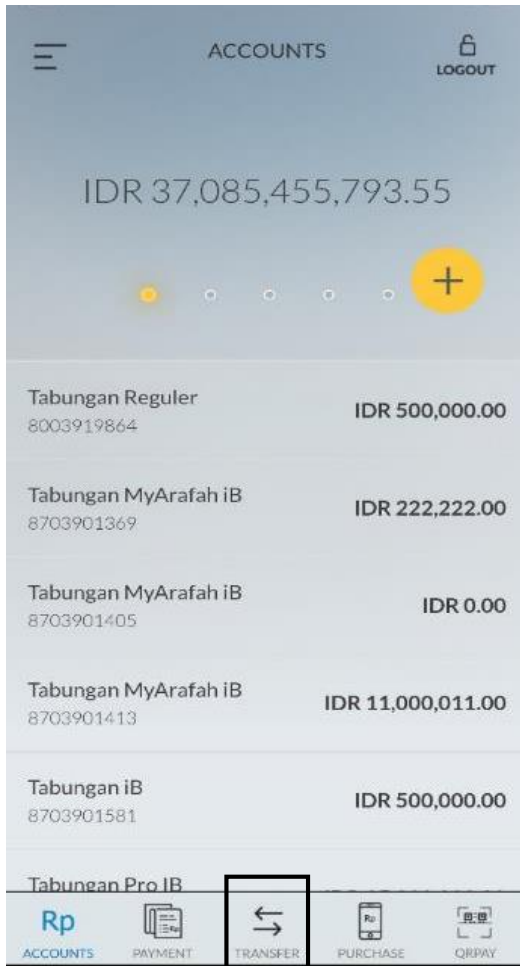 ACCOUNTS
LOGOUT
IDR 37,085,455,793.55
+
Tabungan Reguler
IDR 500,000.00
8003919864
Tabungan MyArafah iB
IDR 222,222.00
8703901369
Tabungan MyArafah iB
IDR 0.00
8703901405
Tabungan MyArafah iB
IDR 11,000,011.00
8703901413
Tabungan iB
IDR 500,000.00
8703901581
Tabungan Pro IB
Rp
Rp
ACCOUNTS PAYMENT TRANSFER PURCHASE QRPAY